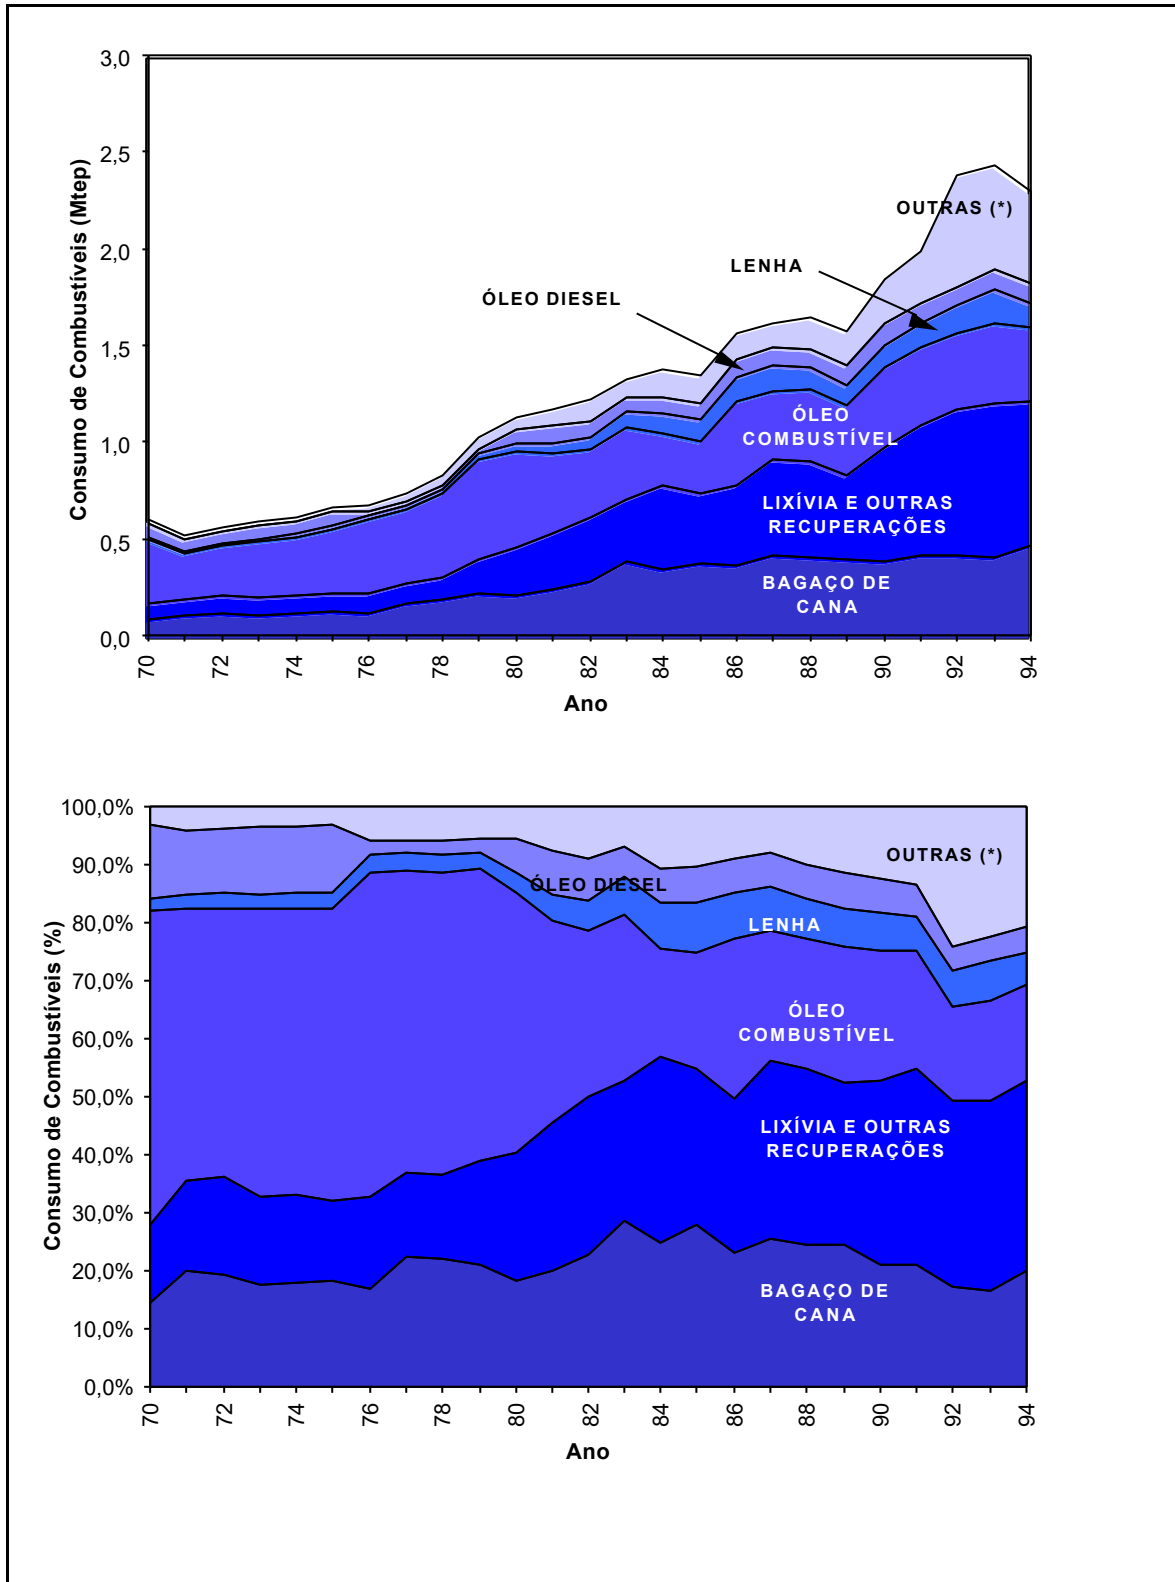 3,0
2,5
2,0
1,5
1,0
0,5
0,0
Consumo de Combustíveis (Mtep)
OUTRAS (*)
LENHA
ÓLEO DIESEL
ÓLEO
COMBUSTÍVEL
LIXÍVIA E OUTRAS
RECUPERAÇÕES
BAGAÇO DE
CANA
70 72 74 76 78 80 82 84 86 88 90 92 94
Ano
100,0%
90,0%
80,0%
70,0%
60,0%
50,0%
40,0%
30,0%
20,0%
10,0%
0,0%
Consumo de Combustíveis (%)
OUTRAS (*)
ÓLEO DIESEL
LENHA
ÓLEO
COMBUSTÍVEL
LIXÍVIA E OUTRAS
RECUPERAÇÕES
BAGAÇO DE
CANA
70 72 74 76 78 80 82 84 86 88 90 92 94
Ano